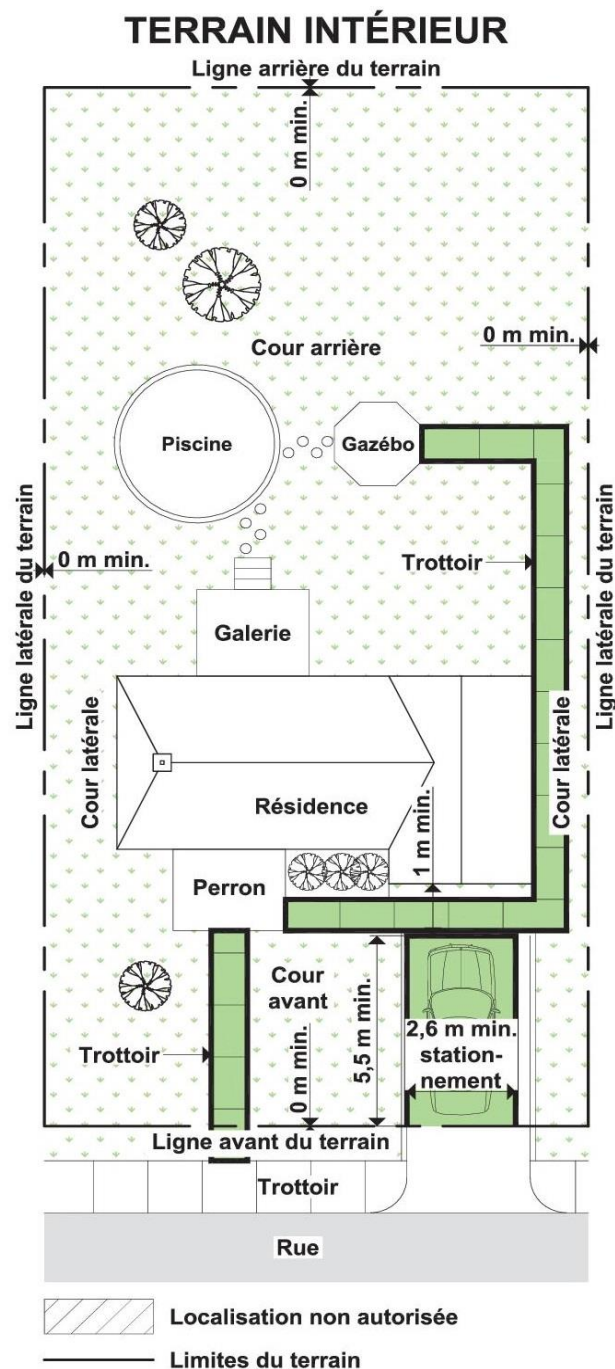 TERRAIN INTÉRIEUR
Ligne arrière du terrain
0 m min.
0 m min.
Cour arrière
Piscine
Gazébo
Ligne latérale du terrain
0 m min.
Trottoir
Ligne latérale du terrain
Galerie
Cour latérale
Cour latérale
Résidence
1 m min.
Perron
Cour
avant
5,5 m min.
2,6 m min.
station-
nement
Trottoir
0 m min.
Ligne avant du terrain
Trottoir
Rue
Localisation non autorisée
Limites du terrain